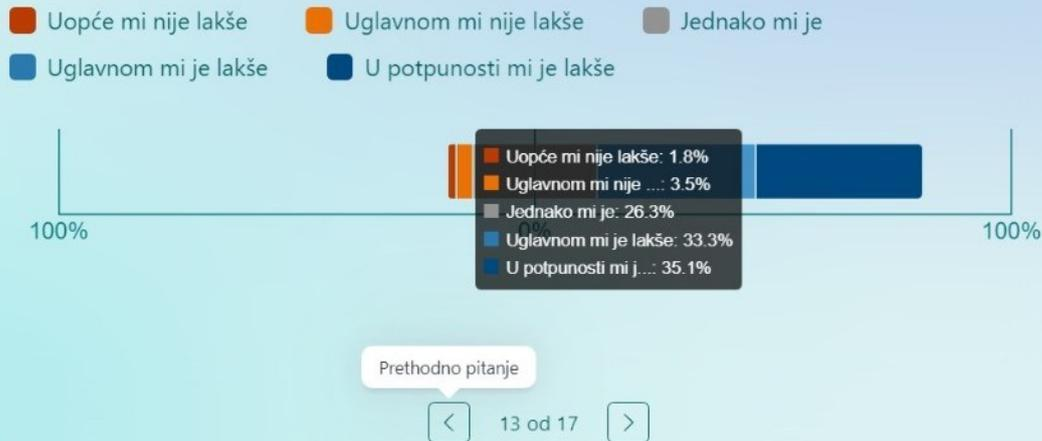 Uopće mi nije lakše Uglavnom mi nije lakše Jednako mi je
Uglavnom mi je lakše U potpunosti mi je lakše
Uopće mi nije lakše: 1.8%
Uglavnom mi nije ...: 3.5%
Jednako mi je: 26.3%
100% 0% 100%
Uglavnom mi je lakše: 33.3%
U potpunosti mi j...: 35.1%
Prethodno pitanje
13 od 17